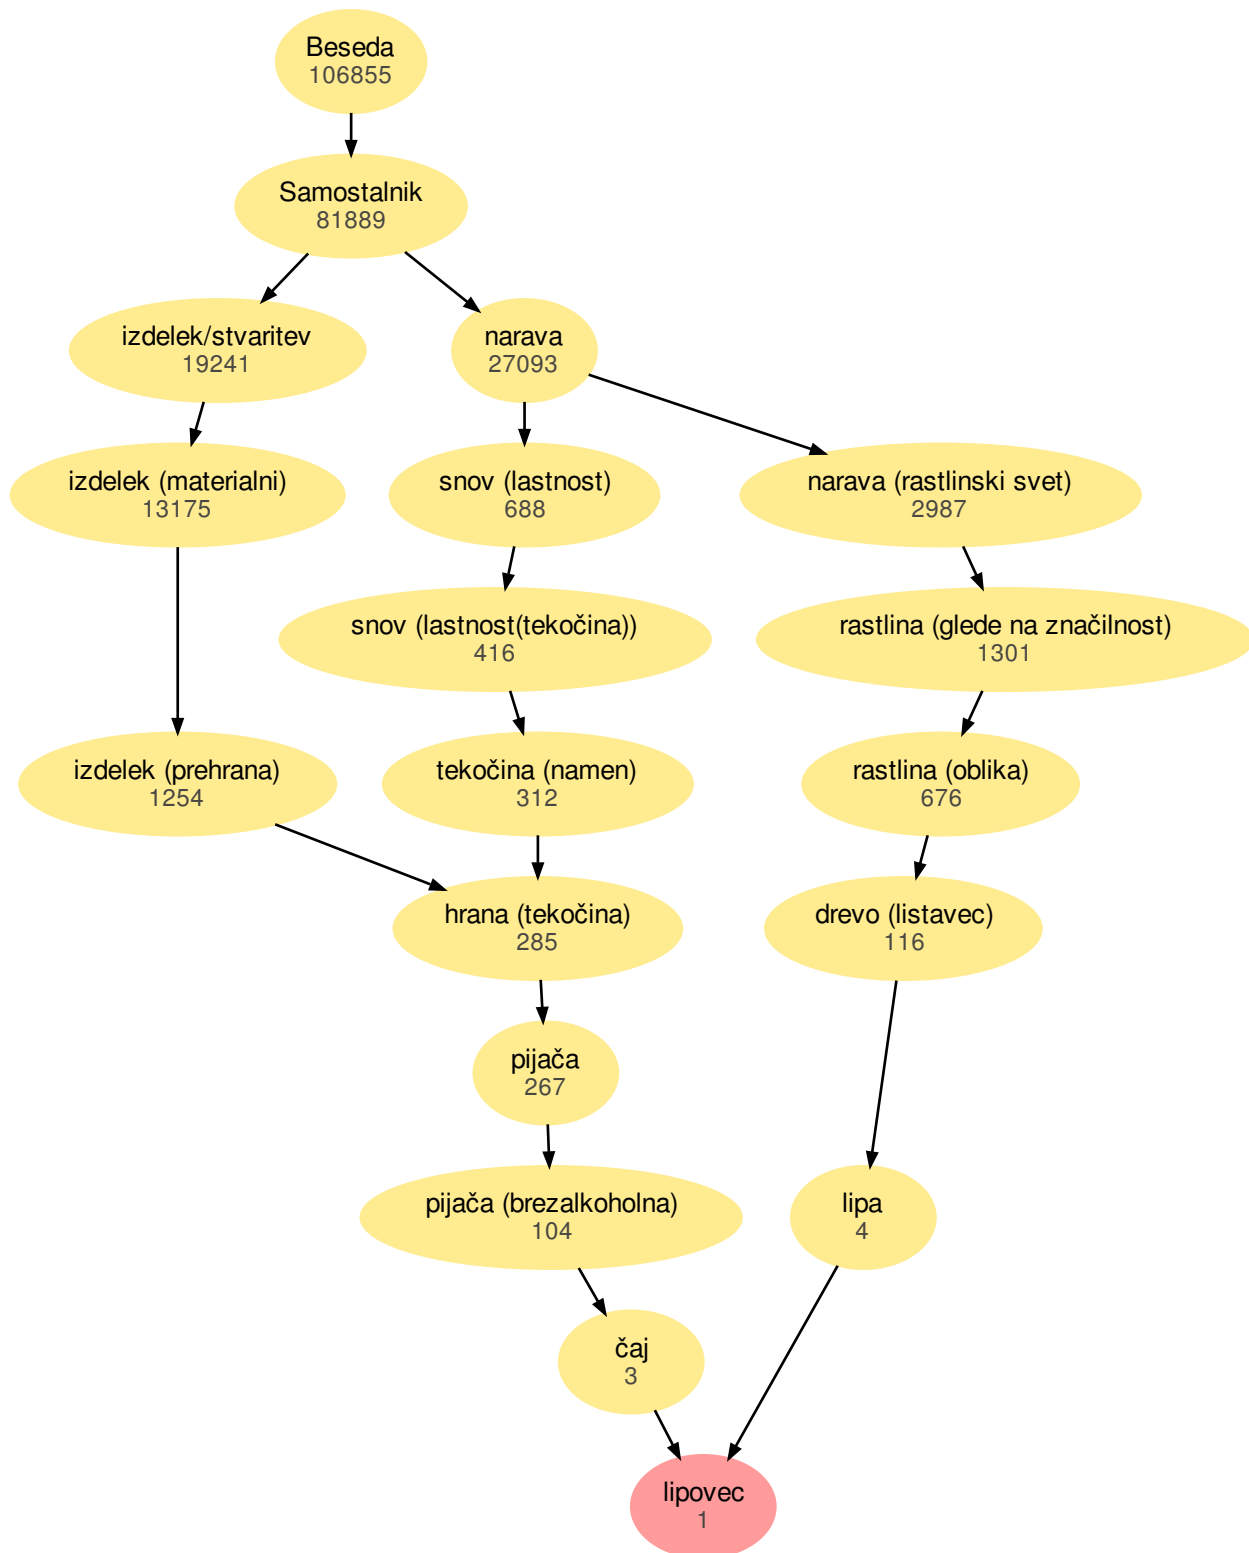 Beseda
106855
Samostalnik
81889
izdelek/stvaritev
19241
narava
27093
izdelek (materialni)
13175
snov (lastnost)
688
narava (rastlinski svet)
2987
snov (lastnost(tekočina))
416
rastlina (glede na značilnost)
1301
izdelek (prehrana)
1254
tekočina (namen)
312
rastlina (oblika)
676
hrana (tekočina)
285
drevo (listavec)
116
pijača
267
pijača (brezalkoholna)
104
lipa
4
čaj
3
lipovec
1